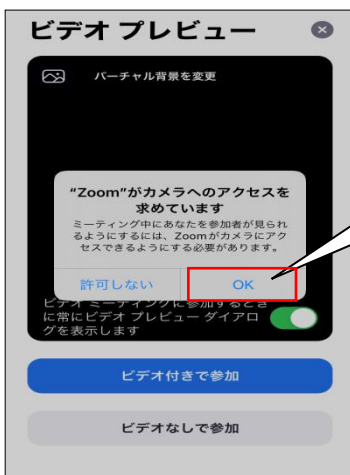 ビデオ プレビュー
バーチャル背景を変更
“Zoom”がカメラへのアクセスを
求めています
ミーティング中にあなたを参加者が見られ
るようにするには、Zoomがカメラにアク
セスできるようにする必要があります。
許可しない
OK
ビデオ ミーティングに参加するとき
に常にビデオ プレビュー ダイアロ
グを表示します
ビデオ付きで参加
ビデオなしで参加